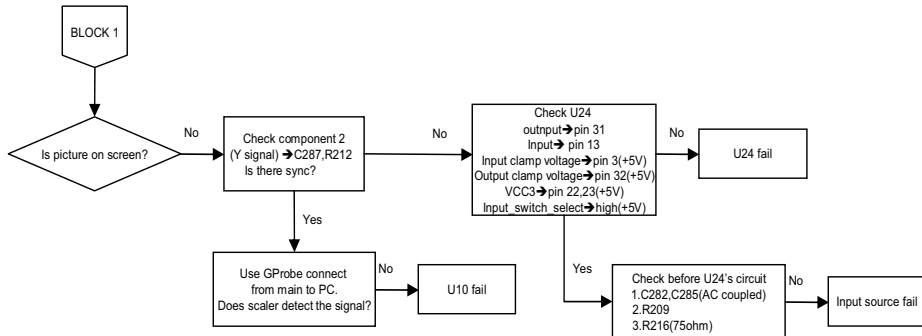 BLOCK 1
Is picture on screen?
No
Check component 2
(Y signal) ➔C287,R212
Is there sync?
No
Check U24
outnput➔pin 31
Input➔ pin 13
Input clamp voltage➔pin 3(+5V)
Output clamp voltage➔pin 32(+5V)
VCC3➔pin 22,23(+5V)
Input_switch_select➔high(+5V)
No
U24 fail
Yes
Use GProbe connect
from main to PC.
Does scaler detect the signal?
No
U10 fail
Yes
Check before U24's circuit
1.C282,C285(AC coupled)
2.R209
3.R216(75ohm)
No
Input source fail